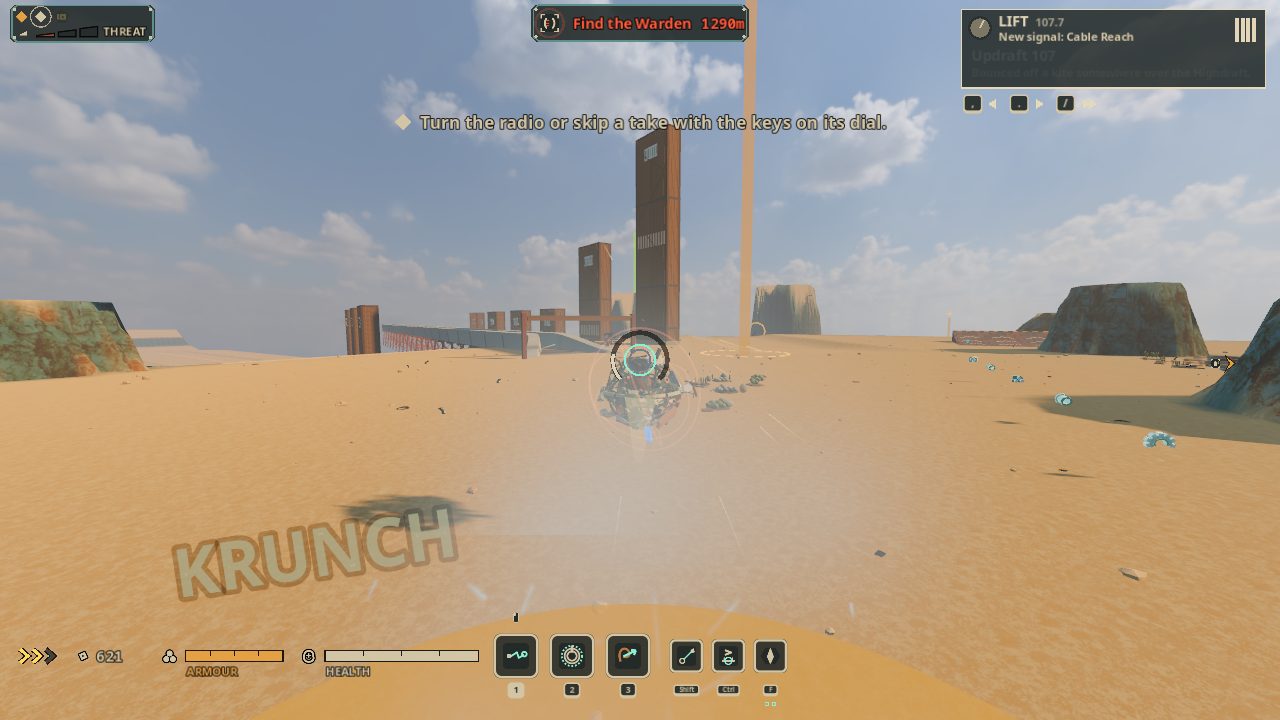 THREAT
Find the Warden 1290m
LIFT 107.7
New signal: Cable Reach
Updraft 107
Bounced off a kite somewhere over the Highdraft.
, . /
Turn the radio or skip a take with the keys on its dial.
KRUNCH
621
ARMOUR
HEALTH
1 2 3 Shift Ctrl F